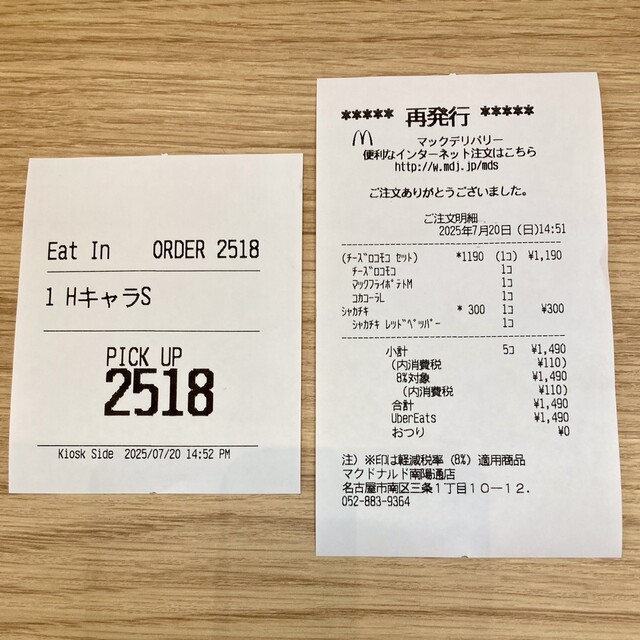 Eat In ORDER 2518
1 HキャラS
PICK UP
2518
Kiosk Side 2025/07/20 14:52 PM
***** 再発行 *****
マックデリバリー
便利なインターネット注文はこちら
http://w.mdj.jp/mds
ご注文ありがとうございました。
ご注文明細
2025年7月20日 (日)14:51
(チーズロコモコ セット) *1190 (1コ) ¥1,190
チーズロコモコ 1コ
マックフライポテトM 1コ
コカコーラL 1コ
シャカチキ * 300 1コ ¥300
シャカチキ レッドペッパー 1コ
小計 5コ ¥1,490
(内消費税 ¥110)
8%対象 ¥1,490
(内消費税 ¥110)
合計 ¥1,490
UberEats ¥1,490
おつり ¥0
注) ※印は軽減税率 (8%) 適用商品
マクドナルド南陽通店
名古屋市南区三条1丁目10-12.
052-883-9364